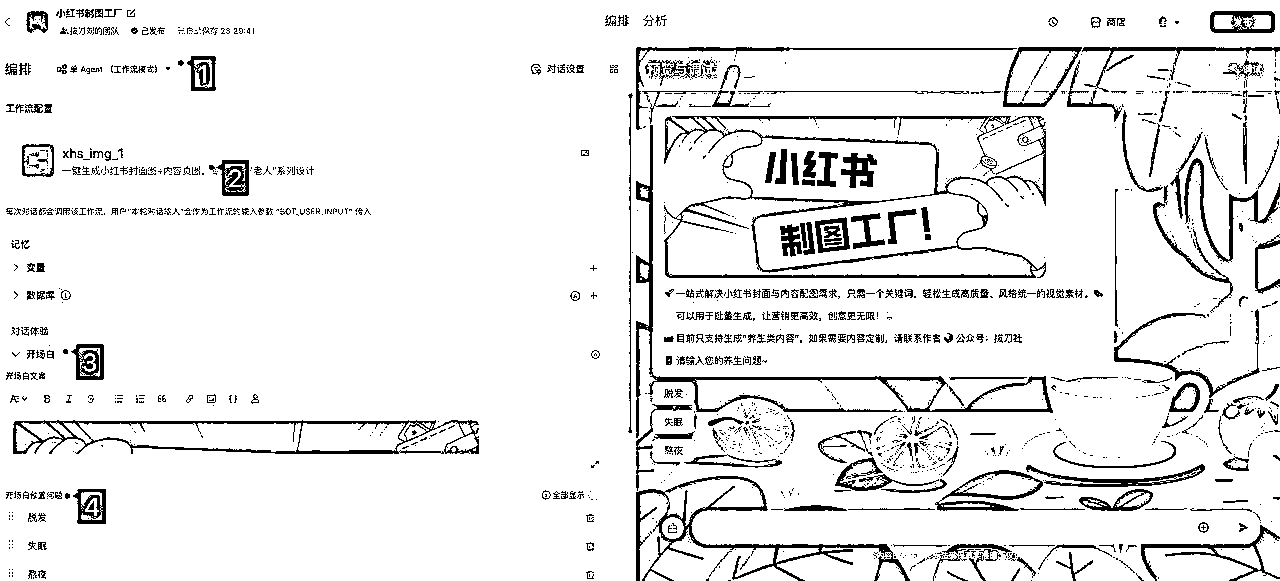 小红书制图工厂
拔刀刘的团队 已发布 已自动保存 23:29:41
编排 分析
商店
编排
单 Agent（工作流模式）
1
对话设置
预览与调试
工作流配置
xhs_img_1
一键生成小红书封面图+内容页图，
老人"系列设计
2
每次对话都会调用该工作流，用户"本轮对话输入"会传为工作流的输入参数 "BOT_USER_INPUT" 传入
记忆
变量
数据库
对话体验
开场白
3
开场白文案
B I S
开场白预置问题
4
全部显示
脱发
失眠
熬夜
小红书
制图工厂!
一站式解决小红书封面与内容配图需求，只需一个关键词，轻松生成高质量、风格统一的视觉素材。
可以用于批量生成，让营销更高效，创意更无限！
目前只支持生成"养生类内容"，如果需要内容定制，请联系作者 公众号：拔刀社
请输入您的养生问题~
脱发
失眠
熬夜